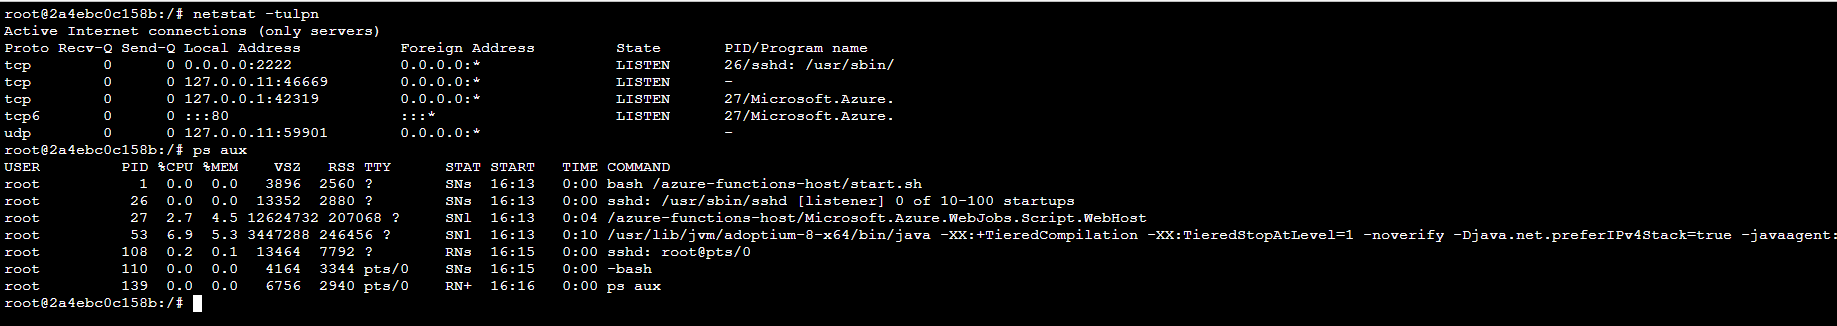 root@2a4ebc0c158b:/# netstat -tulpn
Active Internet connections (only servers)
Proto Recv-Q Send-Q Local Address           Foreign Address         State       PID/Program name
tcp        0      0 0.0.0.0:2222            0.0.0.0:*               LISTEN      26/sshd: /usr/sbin/
tcp        0      0 127.0.0.11:46669        0.0.0.0:*               LISTEN      -
tcp        0      0 127.0.0.1:42319         0.0.0.0:*               LISTEN      27/Microsoft.Azure.
tcp6       0      0 :::80                   :::*                    LISTEN      27/Microsoft.Azure.
udp        0      0 127.0.0.11:59901        0.0.0.0:*                           -
root@2a4ebc0c158b:/# ps aux
USER         PID %CPU %MEM    VSZ   RSS TTY      STAT START   TIME COMMAND
root           1  0.0  0.0   3896  2560 ?        SNs  16:13   0:00 bash /azure-functions-host/start.sh
root          26  0.0  0.0  13352  2880 ?        SNs  16:13   0:00 sshd: /usr/sbin/sshd [listener] 0 of 10-100 startups
root          27  2.7  4.5 12624732 207068 ?     SNl  16:13   0:04 /azure-functions-host/Microsoft.Azure.WebJobs.Script.WebHost
root          53  6.9  5.3 3447288 246456 ?      SNl  16:13   0:10 /usr/lib/jvm/adoptium-8-x64/bin/java -XX:+TieredCompilation -XX:TieredStopAtLevel=1 -noverify -Djava.net.preferIPv4Stack=true -javaagent:
root         108  0.2  0.1  13464  7792 ?        RNs  16:15   0:00 sshd: root@pts/0
root         110  0.0  0.0   4164  3344 pts/0    SNs  16:15   0:00 -bash
root         139  0.0  0.0   6756  2940 pts/0    RN+  16:16   0:00 ps aux
root@2a4ebc0c158b:/#